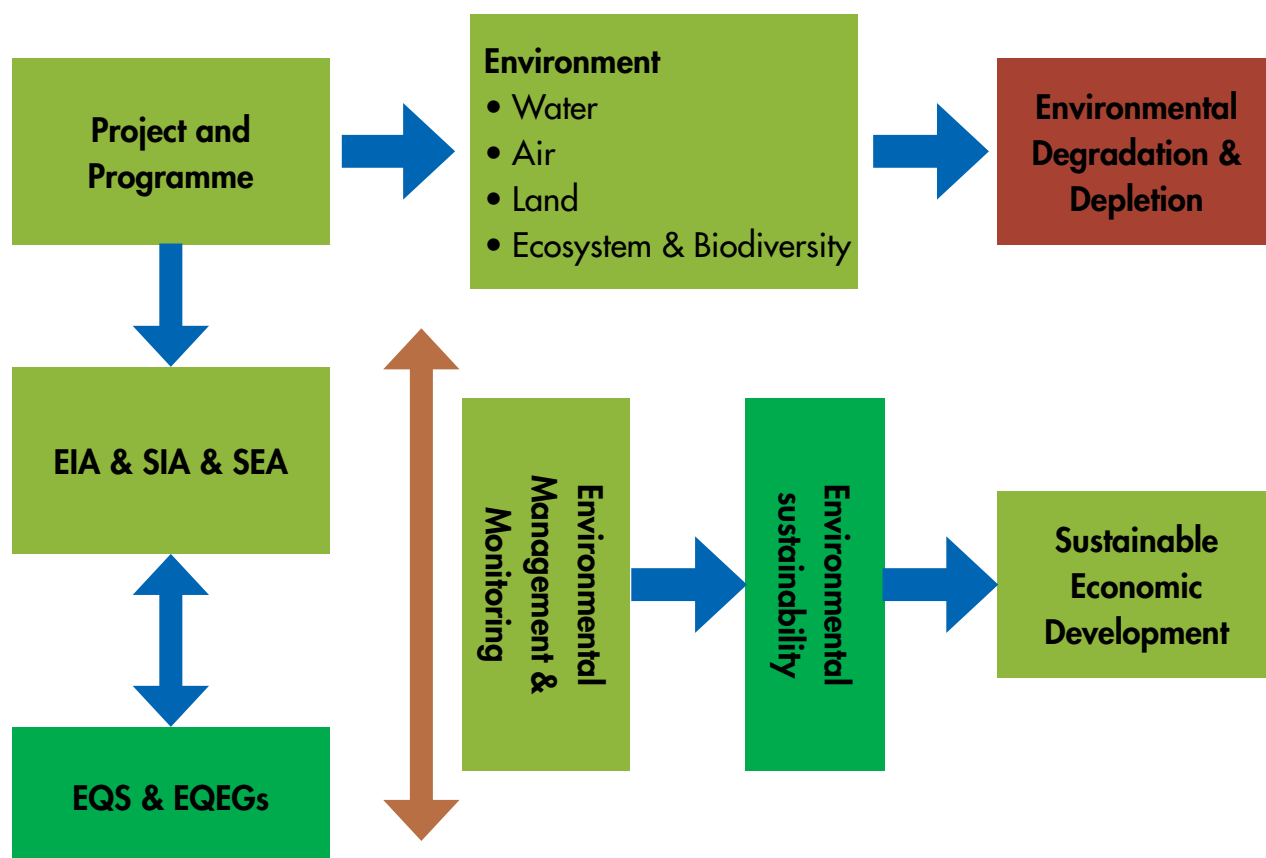 Project and
Programme
Environment
• Water
• Air
• Land
• Ecosystem & Biodiversity
Environmental
Degradation &
Depletion
EIA & SIA & SEA
Environmental
Management &
Monitoring
Environmental
sustainability
Sustainable
Economic
Development
EQS & EQEGs